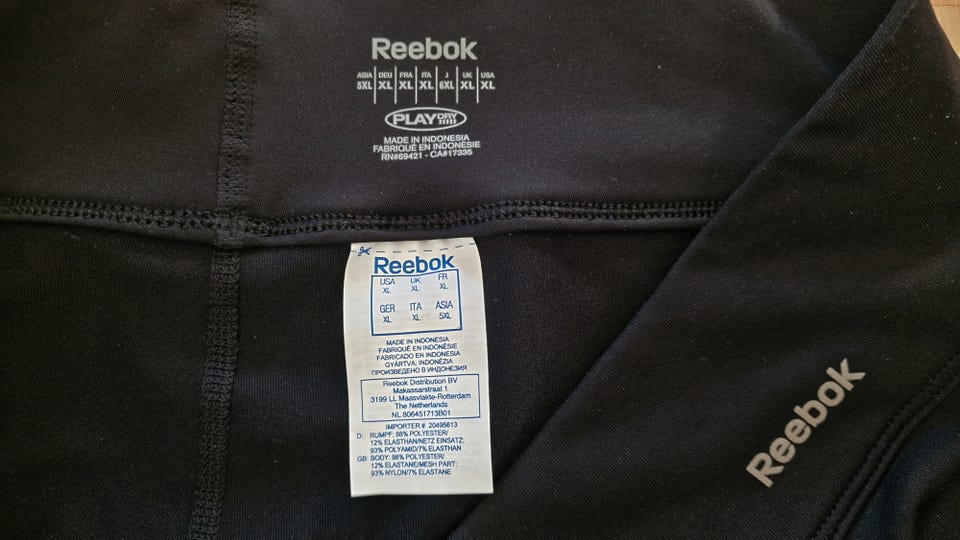 Reebok
ASIA DEU FRA ITA J UK USA
5XL XL XL XL 6XL XL XL
PLAYDRY
MADE IN INDONESIA
FABRIQUÉ EN INDONÉSIE
RN#69421 - CA#17335
Reebok
USA UK FR
XL XL XL
GER ITA ASIA
XL XL 5XL
MADE IN INDONESIA
FABRIQUÉ EN INDONÉSIE
FABRICADO EN INDONESIA
GYÁRTVA: INDONÉZIA
ПРОИЗВЕДЕНО В ИНДОНЕЗИЯ
Reebok Distribution BV
Makassarstraat 1
3199 LL Maasvlakte-Rotterdam
The Netherlands
NL 806451713B01
IMPORTER # 20495613
D: RUMPF: 88% POLYESTER/
12% ELASTHAN/NETZ EINSATZ:
93% POLYAMID/7% ELASTHAN
GB: BODY: 88% POLYESTER/
12% ELASTANE/MESH PART:
93% NYLON/7% ELASTANE
Reebok